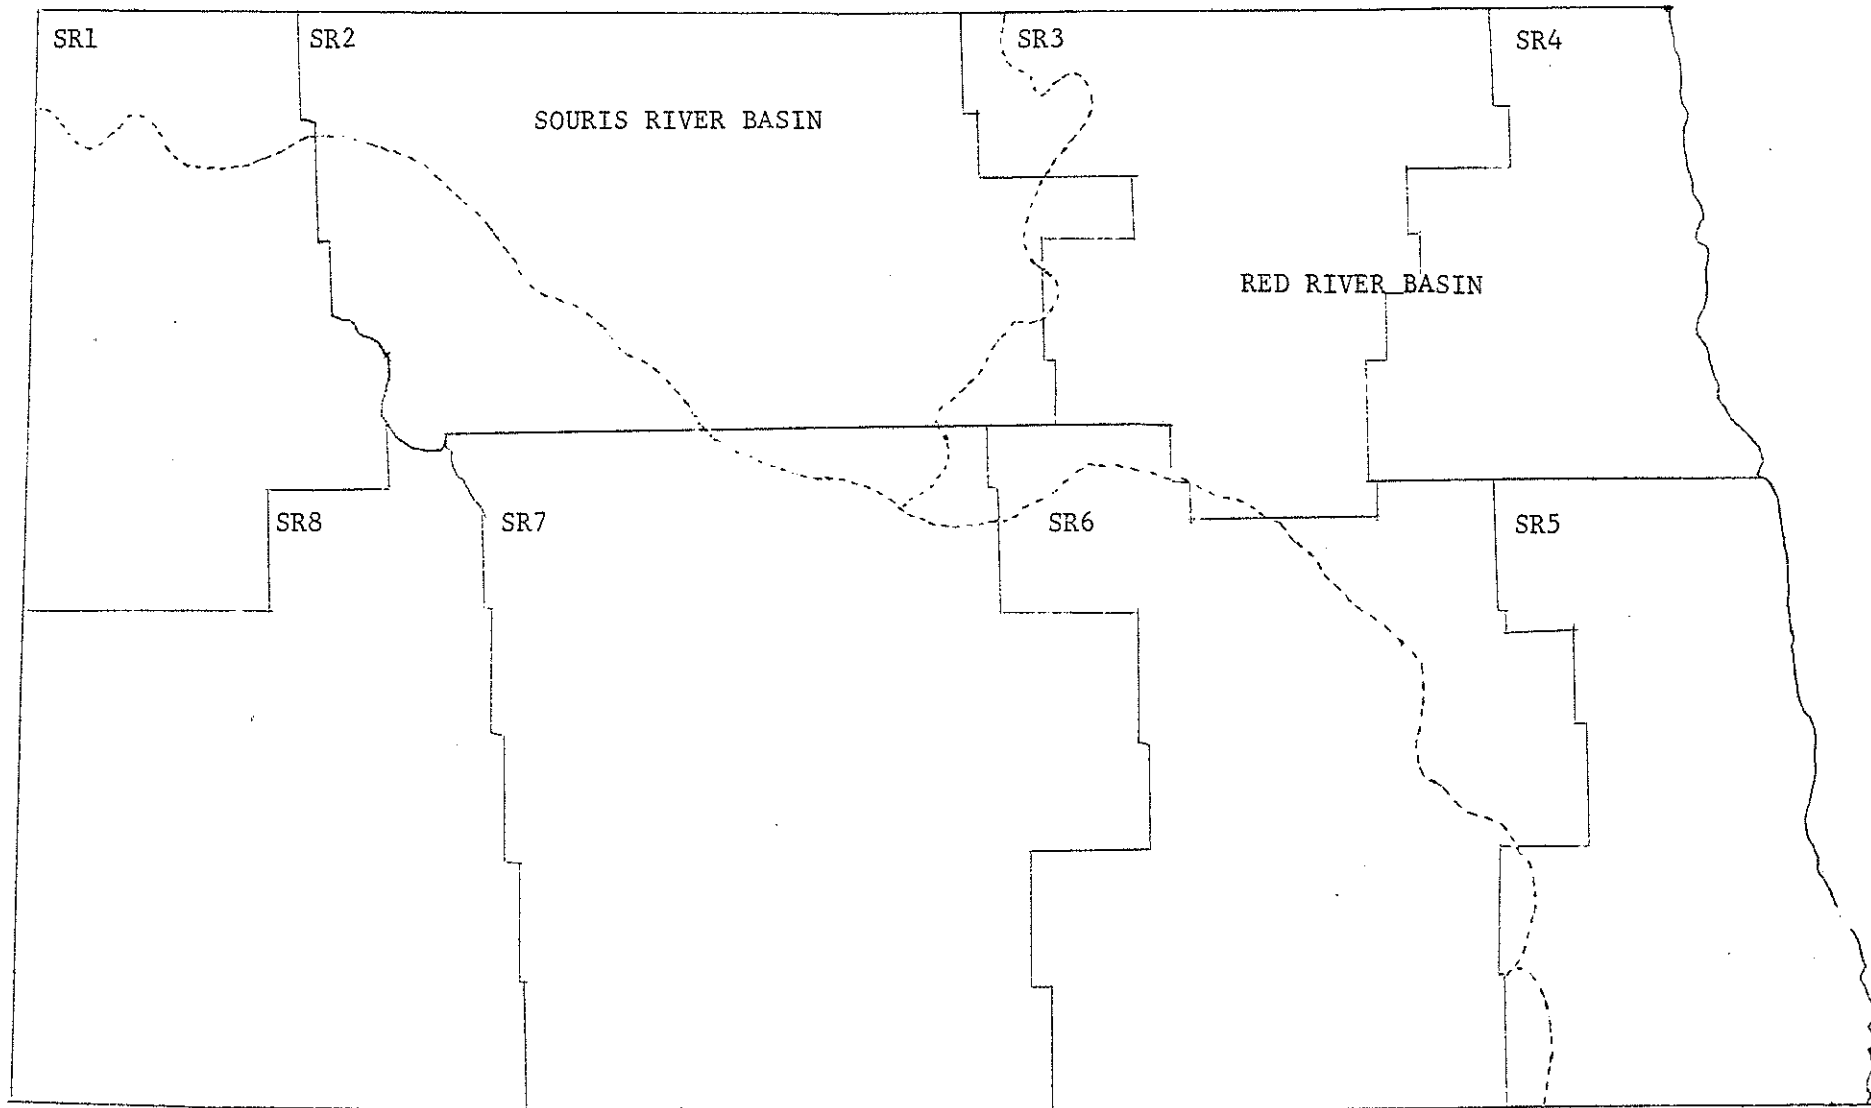 SR1
SR2
SR3
SR4
SOURIS RIVER BASIN
RED RIVER BASIN
SR8
SR7
SR6
SR5